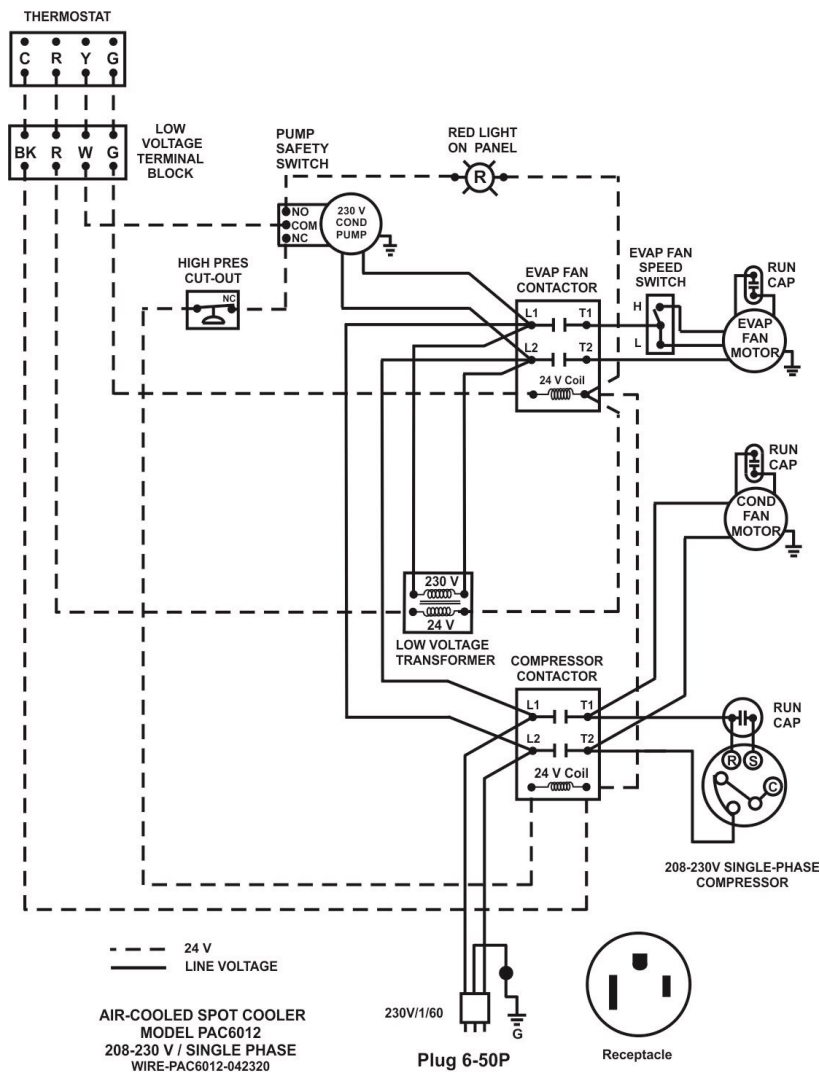 THERMOSTAT
C R Y G
LOW
VOLTAGE
TERMINAL
BLOCK
BK R W G
PUMP
SAFETY
SWITCH
NO
COM
NC
230 V
COND
PUMP
RED LIGHT
ON PANEL
R
HIGH PRES
CUT-OUT
NC
EVAP FAN
CONTACTOR
L1 T1
L2 T2
24 V Coil
EVAP FAN
SPEED
SWITCH
H
L
RUN
CAP
EVAP
FAN
MOTOR
RUN
CAP
COND
FAN
MOTOR
230 V
24 V
LOW VOLTAGE
TRANSFORMER
COMPRESSOR
CONTACTOR
L1 T1
L2 T2
24 V Coil
RUN
CAP
R S
C
208-230V SINGLE-PHASE
COMPRESSOR
24 V
LINE VOLTAGE
AIR-COOLED SPOT COOLER
MODEL PAC6012
208-230 V / SINGLE PHASE
WIRE-PAC6012-042320
230V/1/60
G
Plug 6-50P
Receptacle